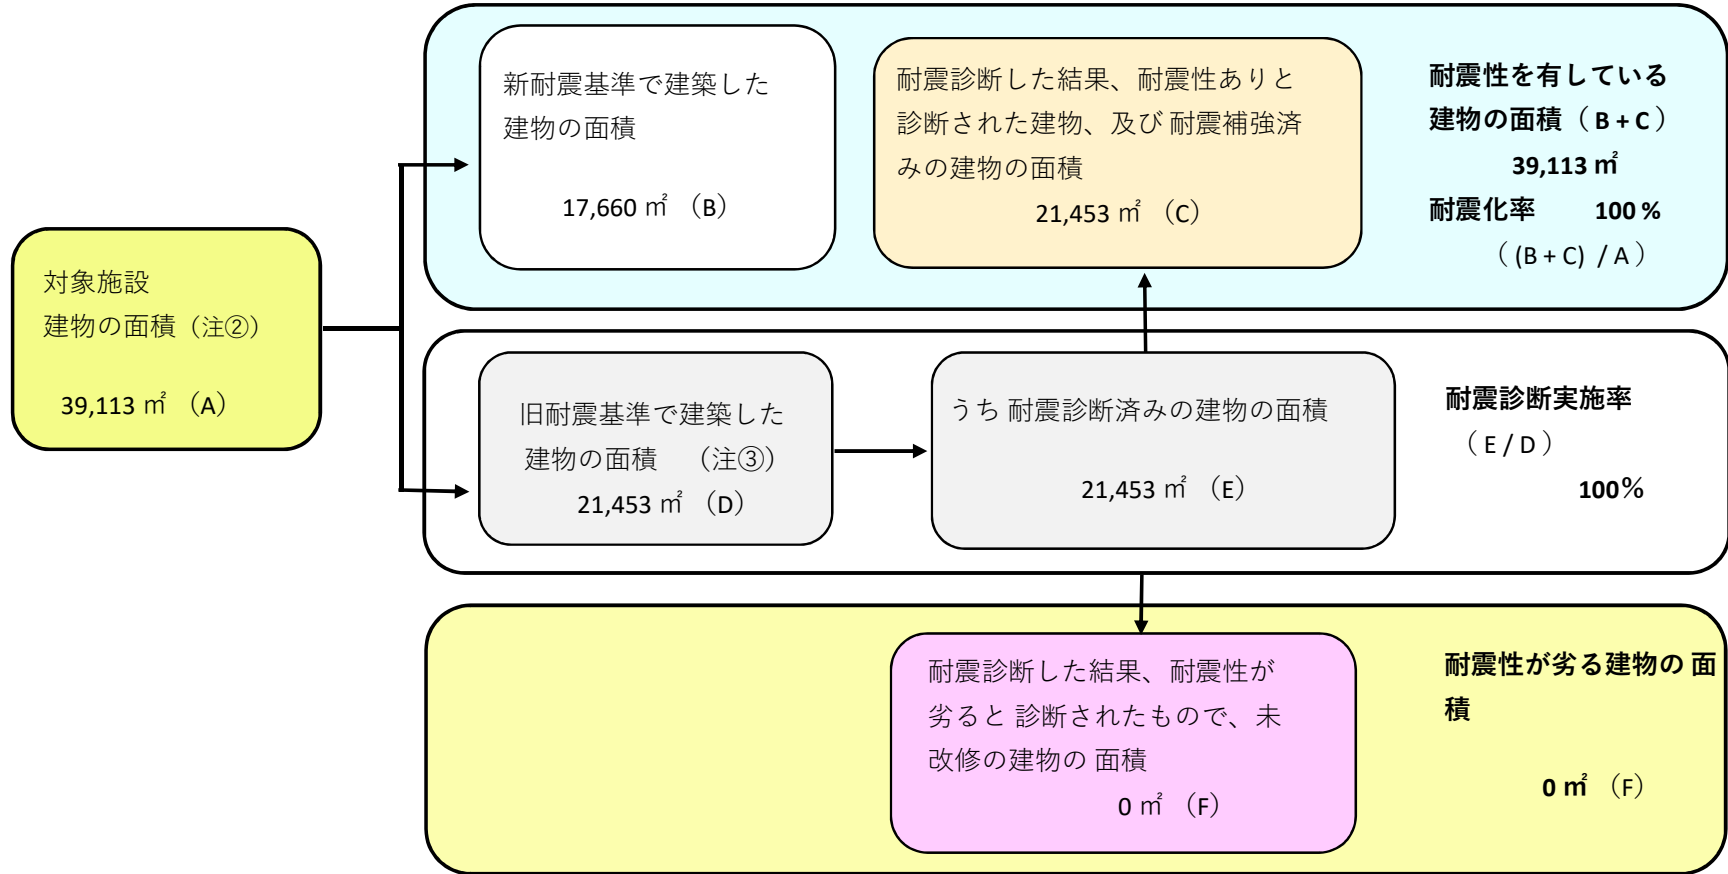 対象施設
建物の面積（注②）
39,113 ㎡ （A）
新耐震基準で建築した
建物の面積
17,660 ㎡ （B）
耐震診断した結果、耐震性ありと
診断された建物、及び 耐震補強済
みの建物の面積
21,453 ㎡ （C）
耐震性を有している
建物の面積（ B + C ）
39,113 ㎡
耐震化率 100 %
（ (B + C) / A ）
旧耐震基準で建築した
建物の面積 （注③）
21,453 ㎡ （D）
うち 耐震診断済みの建物の面積
21,453 ㎡ （E）
耐震診断実施率
（ E / D ）
100%
耐震診断した結果、耐震性が
劣ると 診断されたもので、未
改修の建物の 面積
0 ㎡ （F）
耐震性が劣る建物の 面
積
0 ㎡ （F）